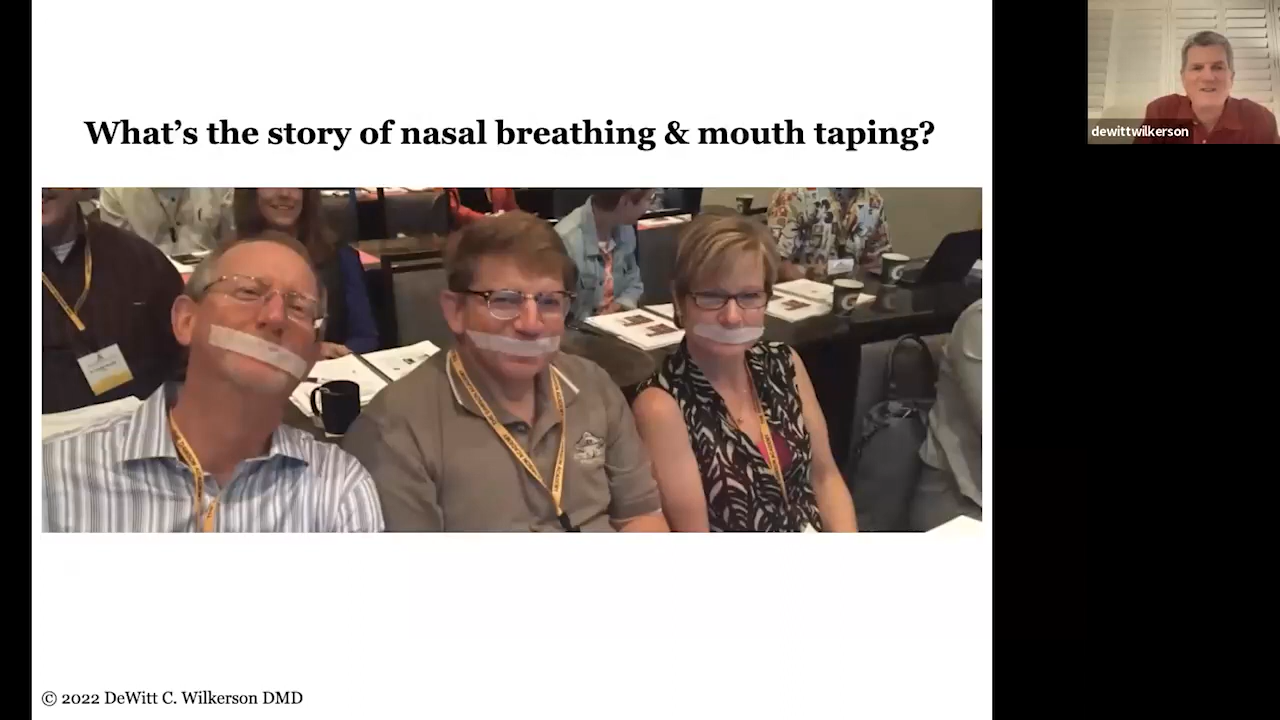 What's the story of nasal breathing & mouth taping?
dewittwilkerson
© 2022 DeWitt C. Wilkerson DMD